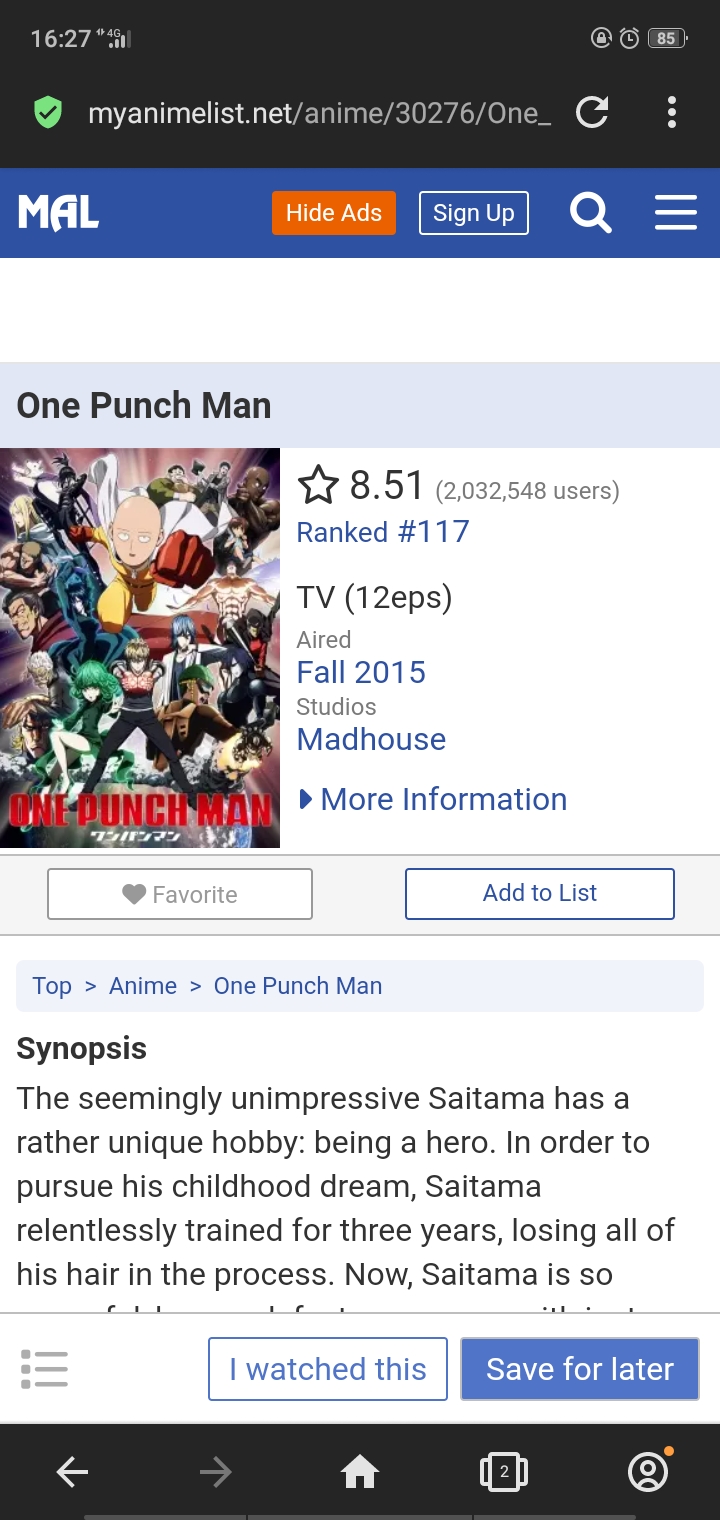 16:27 4G 85
myanimelist.net/anime/30276/One_
MAL Hide Ads Sign Up
One Punch Man
8.51 (2,032,548 users)
Ranked #117
TV (12eps)
Aired
Fall 2015
Studios
Madhouse
More Information
ONE PUNCH MAN
ワンパンマン
Favorite Add to List
Top > Anime > One Punch Man
Synopsis
The seemingly unimpressive Saitama has a
rather unique hobby: being a hero. In order to
pursue his childhood dream, Saitama
relentlessly trained for three years, losing all of
his hair in the process. Now, Saitama is so
I watched this Save for later
2